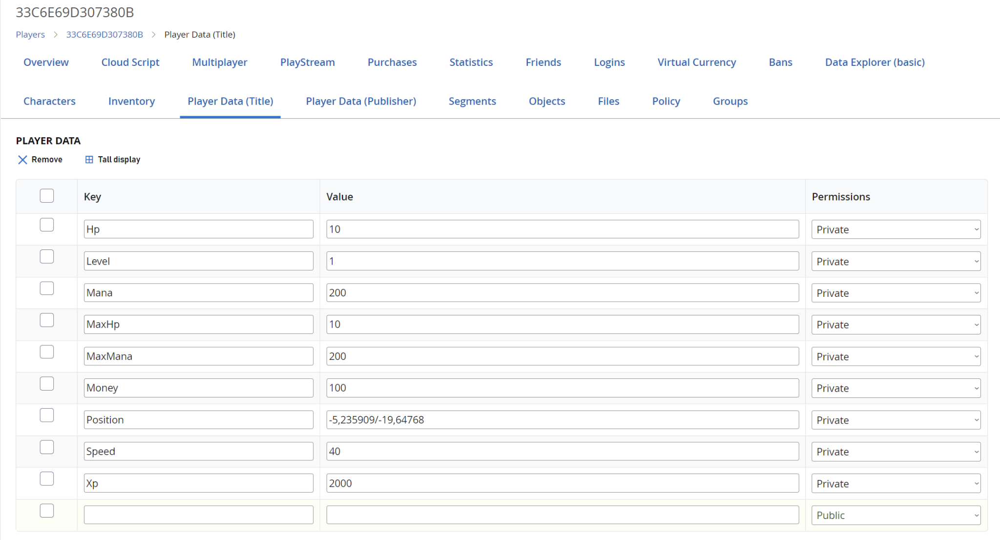 33C6E69D307380B
Players > 33C6E69D307380B > Player Data (Title)
Overview Cloud Script Multiplayer PlayStream Purchases Statistics Friends Logins Virtual Currency Bans Data Explorer (basic)
Characters Inventory Player Data (Title) Player Data (Publisher) Segments Objects Files Policy Groups
PLAYER DATA
Remove Tall display
Key Value Permissions
Hp 10 Private
Level 1 Private
Mana 200 Private
MaxHp 10 Private
MaxMana 200 Private
Money 100 Private
Position -5,235909/-19,64768 Private
Speed 40 Private
Xp 2000 Private
Public